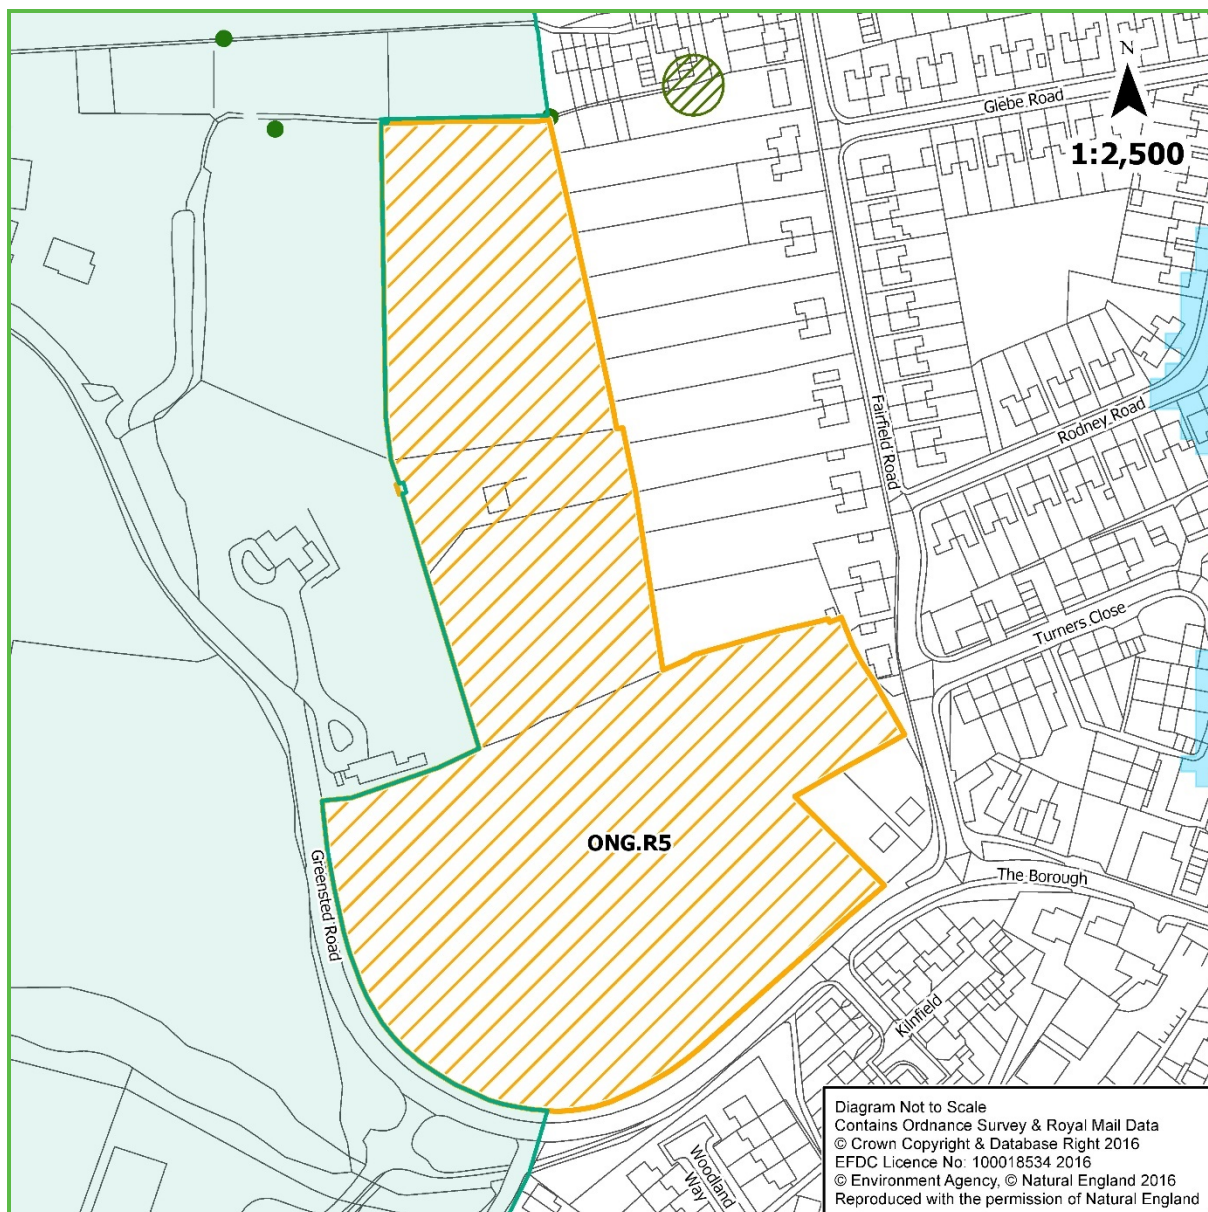 N
1:2,500
Glebe Road
Fairfield Road
Rodney Road
Turners Close
ONG.R5
Greensted Road
The Borough
Kilnfield
Woodland
Way
Diagram Not to Scale
Contains Ordnance Survey & Royal Mail Data
© Crown Copyright & Database Right 2016
EFDC Licence No: 100018534 2016
© Environment Agency, © Natural England 2016
Reproduced with the permission of Natural England